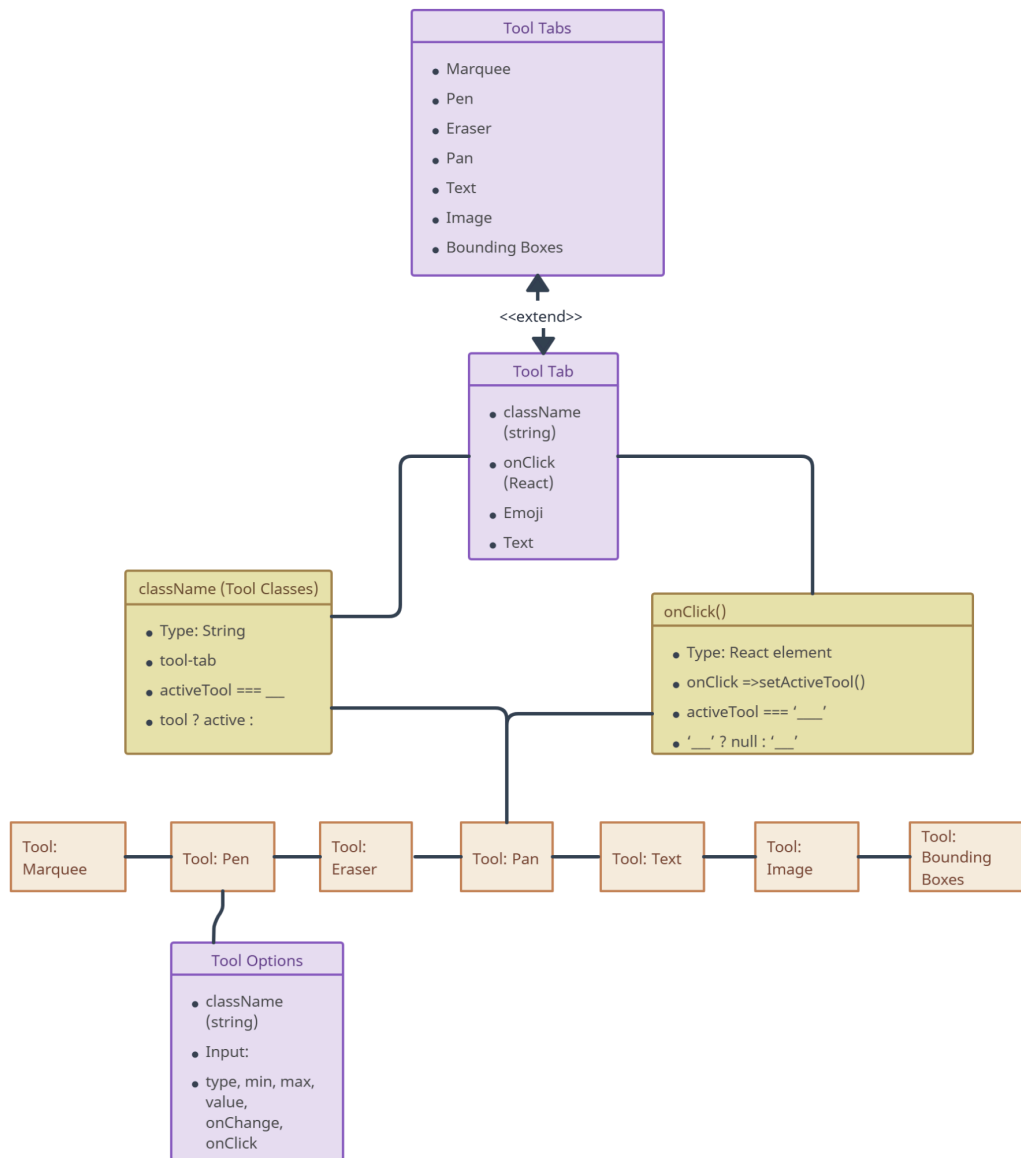 Tool Tabs
Marquee
Pen
Eraser
Pan
Text
Image
Bounding Boxes
<<extend>>
Tool Tab
className
(string)
onClick
(React)
Emoji
Text
className (Tool Classes)
Type: String
tool-tab
activeTool === ___
tool ? active :
onClick()
Type: React element
onClick =>setActiveTool()
activeTool === ‘____’
‘___’ ? null : ‘___’
Tool:
Marquee
Tool: Pen
Tool:
Eraser
Tool: Pan
Tool: Text
Tool:
Image
Tool:
Bounding
Boxes
Tool Options
className
(string)
Input:
type, min, max,
value,
onChange,
onClick